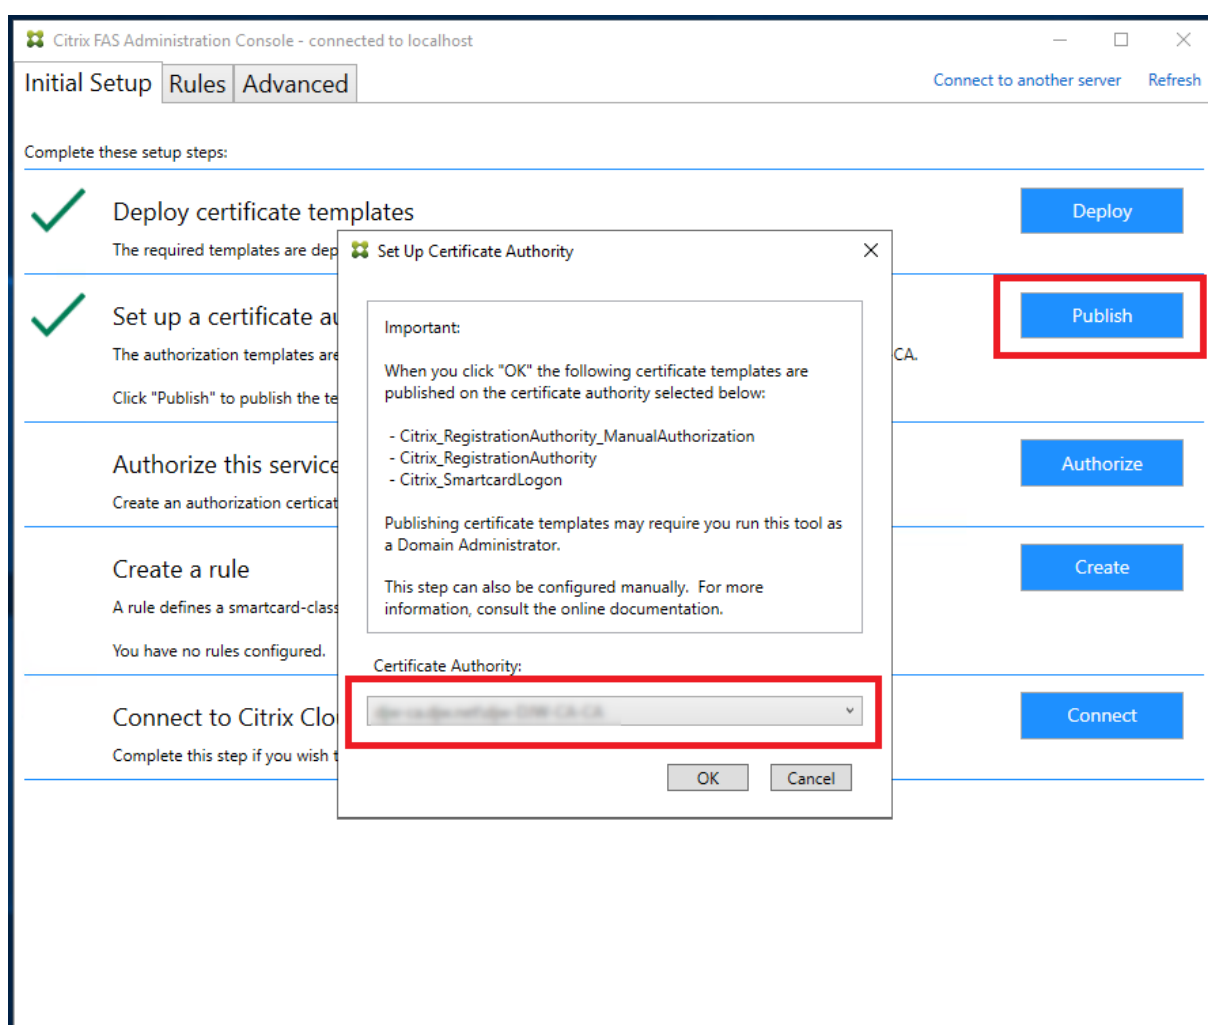 Citrix FAS Administration Console - connected to localhost
Initial Setup Rules Advanced
Connect to another server Refresh
Complete these setup steps:
Deploy certificate templates
Deploy
The required templates are dep
Set Up Certificate Authority
Set up a certificate au
Publish
The authorization templates are
CA.
Click "Publish" to publish the te
Important:
When you click "OK" the following certificate templates are
published on the certificate authority selected below:
- Citrix_RegistrationAuthority_ManualAuthorization
- Citrix_RegistrationAuthority
- Citrix_SmartcardLogon
Publishing certificate templates may require you run this tool as
a Domain Administrator.
This step can also be configured manually. For more
information, consult the online documentation.
Certificate Authority:
OK Cancel
Authorize this service
Authorize
Create an authorization certicat
Create a rule
Create
A rule defines a smartcard-class
You have no rules configured.
Connect to Citrix Clo
Connect
Complete this step if you wish t